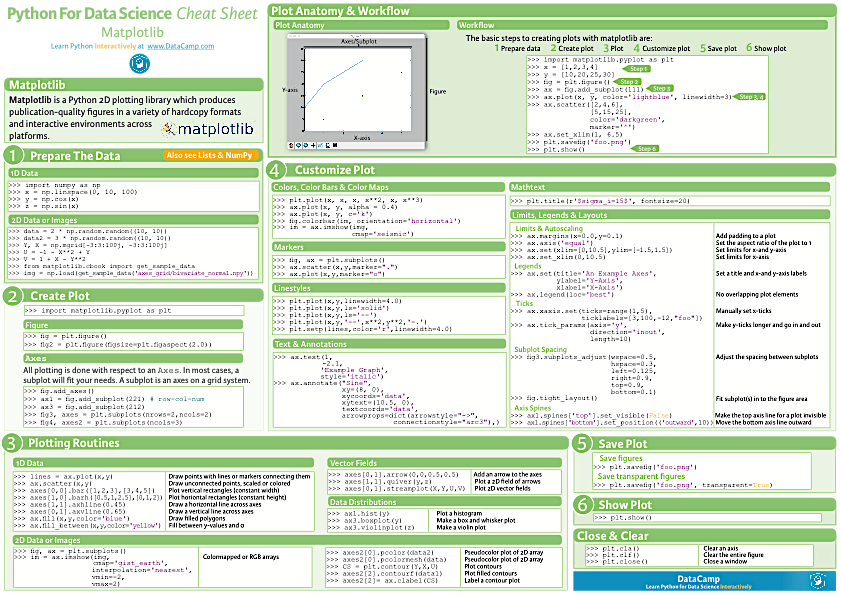 Python For Data Science Cheat Sheet
Matplotlib
Learn Python Interactively at www.DataCamp.com
Matplotlib
Matplotlib is a Python 2D plotting library which produces
publication-quality figures in a variety of hardcopy formats
and interactive environments across
platforms.
matplotlib
1 Prepare The Data
Also see Lists & NumPy
1D Data
>>> import numpy as np
>>> x = np.linspace(0, 10, 100)
>>> y = np.cos(x)
>>> z = np.sin(x)
2D Data or Images
>>> data = 2 * np.random.random((10, 10))
>>> data2 = 3 * np.random.random((10, 10))
>>> Y, X = np.mgrid[-3:3:100j, -3:3:100j]
>>> U = -1 - X**2 + Y
>>> V = 1 + X - Y**2
>>> from matplotlib.cbook import get_sample_data
>>> img = np.load(get_sample_data('axes_grid/bivariate_normal.npy'))
2 Create Plot
>>> import matplotlib.pyplot as plt
Figure
>>> fig = plt.figure()
>>> fig2 = plt.figure(figsize=plt.figaspect(2.0))
Axes
All plotting is done with respect to an Axes. In most cases, a
subplot will fit your needs. A subplot is an axes on a grid system.
>>> fig.add_axes()
>>> ax1 = fig.add_subplot(221) # row-col-num
>>> ax3 = fig.add_subplot(212)
>>> fig3, axes = plt.subplots(nrows=2,ncols=2)
>>> fig4, axes2 = plt.subplots(ncols=3)
Plot Anatomy & Workflow
Plot Anatomy
Axes/Subplot
Y-axis
Figure
X-axis
Workflow
The basic steps to creating plots with matplotlib are:
1 Prepare data 2 Create plot 3 Plot 4 Customize plot 5 Save plot 6 Show plot
>>> import matplotlib.pyplot as plt
>>> x = [1,2,3,4] Step 1
>>> y = [10,20,25,30]
>>> fig = plt.figure() Step 2
>>> ax = fig.add_subplot(111) Step 3
>>> ax.plot(x, y, color='lightblue', linewidth=3) Step 3, 4
>>> ax.scatter([2,4,6],
[5,15,25],
color='darkgreen',
marker='^')
>>> ax.set_xlim(1, 6.5)
>>> plt.savefig('foo.png')
>>> plt.show() Step 6
4 Customize Plot
Colors, Color Bars & Color Maps
>>> plt.plot(x, x, x, x**2, x, x**3)
>>> ax.plot(x, y, alpha = 0.4)
>>> ax.plot(x, y, c='k')
>>> fig.colorbar(im, orientation='horizontal')
>>> im = ax.imshow(img,
cmap='seismic')
Markers
>>> fig, ax = plt.subplots()
>>> ax.scatter(x,y,marker=".")
>>> ax.plot(x,y,marker="o")
Linestyles
>>> plt.plot(x,y,linewidth=4.0)
>>> plt.plot(x,y,ls='solid')
>>> plt.plot(x,y,ls='--')
>>> plt.plot(x,y,'--',x**2,y**2,'-.')
>>> plt.setp(lines,color='r',linewidth=4.0)
Text & Annotations
>>> ax.text(1,
-2.1,
'Example Graph',
style='italic')
>>> ax.annotate("Sine",
xy=(8, 0),
xycoords='data',
xytext=(10.5, 0),
textcoords='data',
arrowprops=dict(arrowstyle="->",
connectionstyle="arc3"),)
Mathtext
>>> plt.title(r'$sigma_i=15$', fontsize=20)
Limits, Legends & Layouts
Limits & Autoscaling
>>> ax.margins(x=0.0,y=0.1) Add padding to a plot
>>> ax.axis('equal') Set the aspect ratio of the plot to 1
>>> ax.set(xlim=[0,10.5],ylim=[-1.5,1.5]) Set limits for x-and y-axis
>>> ax.set_xlim(0,10.5) Set limits for x-axis
Legends
>>> ax.set(title='An Example Axes', Set a title and x-and y-axis labels
ylabel='Y-Axis',
xlabel='X-Axis')
>>> ax.legend(loc='best') No overlapping plot elements
Ticks
>>> ax.xaxis.set(ticks=range(1,5), Manually set x-ticks
ticklabels=[3,100,-12,"foo"])
>>> ax.tick_params(axis='y', Make y-ticks longer and go in and out
direction='inout',
length=10)
Subplot Spacing
>>> fig3.subplots_adjust(wspace=0.5, Adjust the spacing between subplots
hspace=0.3,
left=0.125,
right=0.9,
top=0.9,
bottom=0.1)
>>> fig.tight_layout() Fit subplot(s) in to the figure area
Axis Spines
>>> ax1.spines['top'].set_visible(False) Make the top axis line for a plot invisible
>>> ax1.spines['bottom'].set_position(('outward',10)) Move the bottom axis line outward
3 Plotting Routines
1D Data
>>> lines = ax.plot(x,y) Draw points with lines or markers connecting them
>>> ax.scatter(x,y) Draw unconnected points, scaled or colored
>>> axes[0,0].bar([1,2,3],[3,4,5]) Plot vertical rectangles (constant width)
>>> axes[1,0].barh([0.5,1,2.5],[0,1,2]) Plot horiontal rectangles (constant height)
>>> axes[1,1].axhline(0.45) Draw a horizontal line across axes
>>> axes[0,1].axvline(0.65) Draw a vertical line across axes
>>> ax.fill(x,y,color='blue') Draw filled polygons
>>> ax.fill_between(x,y,color='yellow') Fill between y-values and 0
2D Data or Images
>>> fig, ax = plt.subplots()
>>> im = ax.imshow(img, Colormapped or RGB arrays
cmap='gist_earth',
interpolation='nearest',
vmin=-2,
vmax=2)
Vector Fields
>>> axes[0,1].arrow(0,0,0.5,0.5) Add an arrow to the axes
>>> axes[1,1].quiver(y,z) Plot a 2D field of arrows
>>> axes[0,1].streamplot(X,Y,U,V) Plot 2D vector fields
Data Distributions
>>> ax1.hist(y) Plot a histogram
>>> ax3.boxplot(y) Make a box and whisker plot
>>> ax3.violinplot(z) Make a violin plot
>>> axes2[0].pcolor(data2) Pseudocolor plot of 2D array
>>> axes2[0].pcolormesh(data) Pseudocolor plot of 2D array
>>> CS = plt.contour(Y,X,U) Plot contours
>>> axes2[2].contourf(data1) Plot filled contours
>>> axes2[2]= ax.clabel(CS) Label a contour plot
5 Save Plot
Save figures
>>> plt.savefig('foo.png')
Save transparent figures
>>> plt.savefig('foo.png', transparent=True)
6 Show Plot
>>> plt.show()
Close & Clear
>>> plt.cla() Clear an axis
>>> plt.clf() Clear the entire figure
>>> plt.close() Close a window
DataCamp
Learn Python for Data Science Interactively